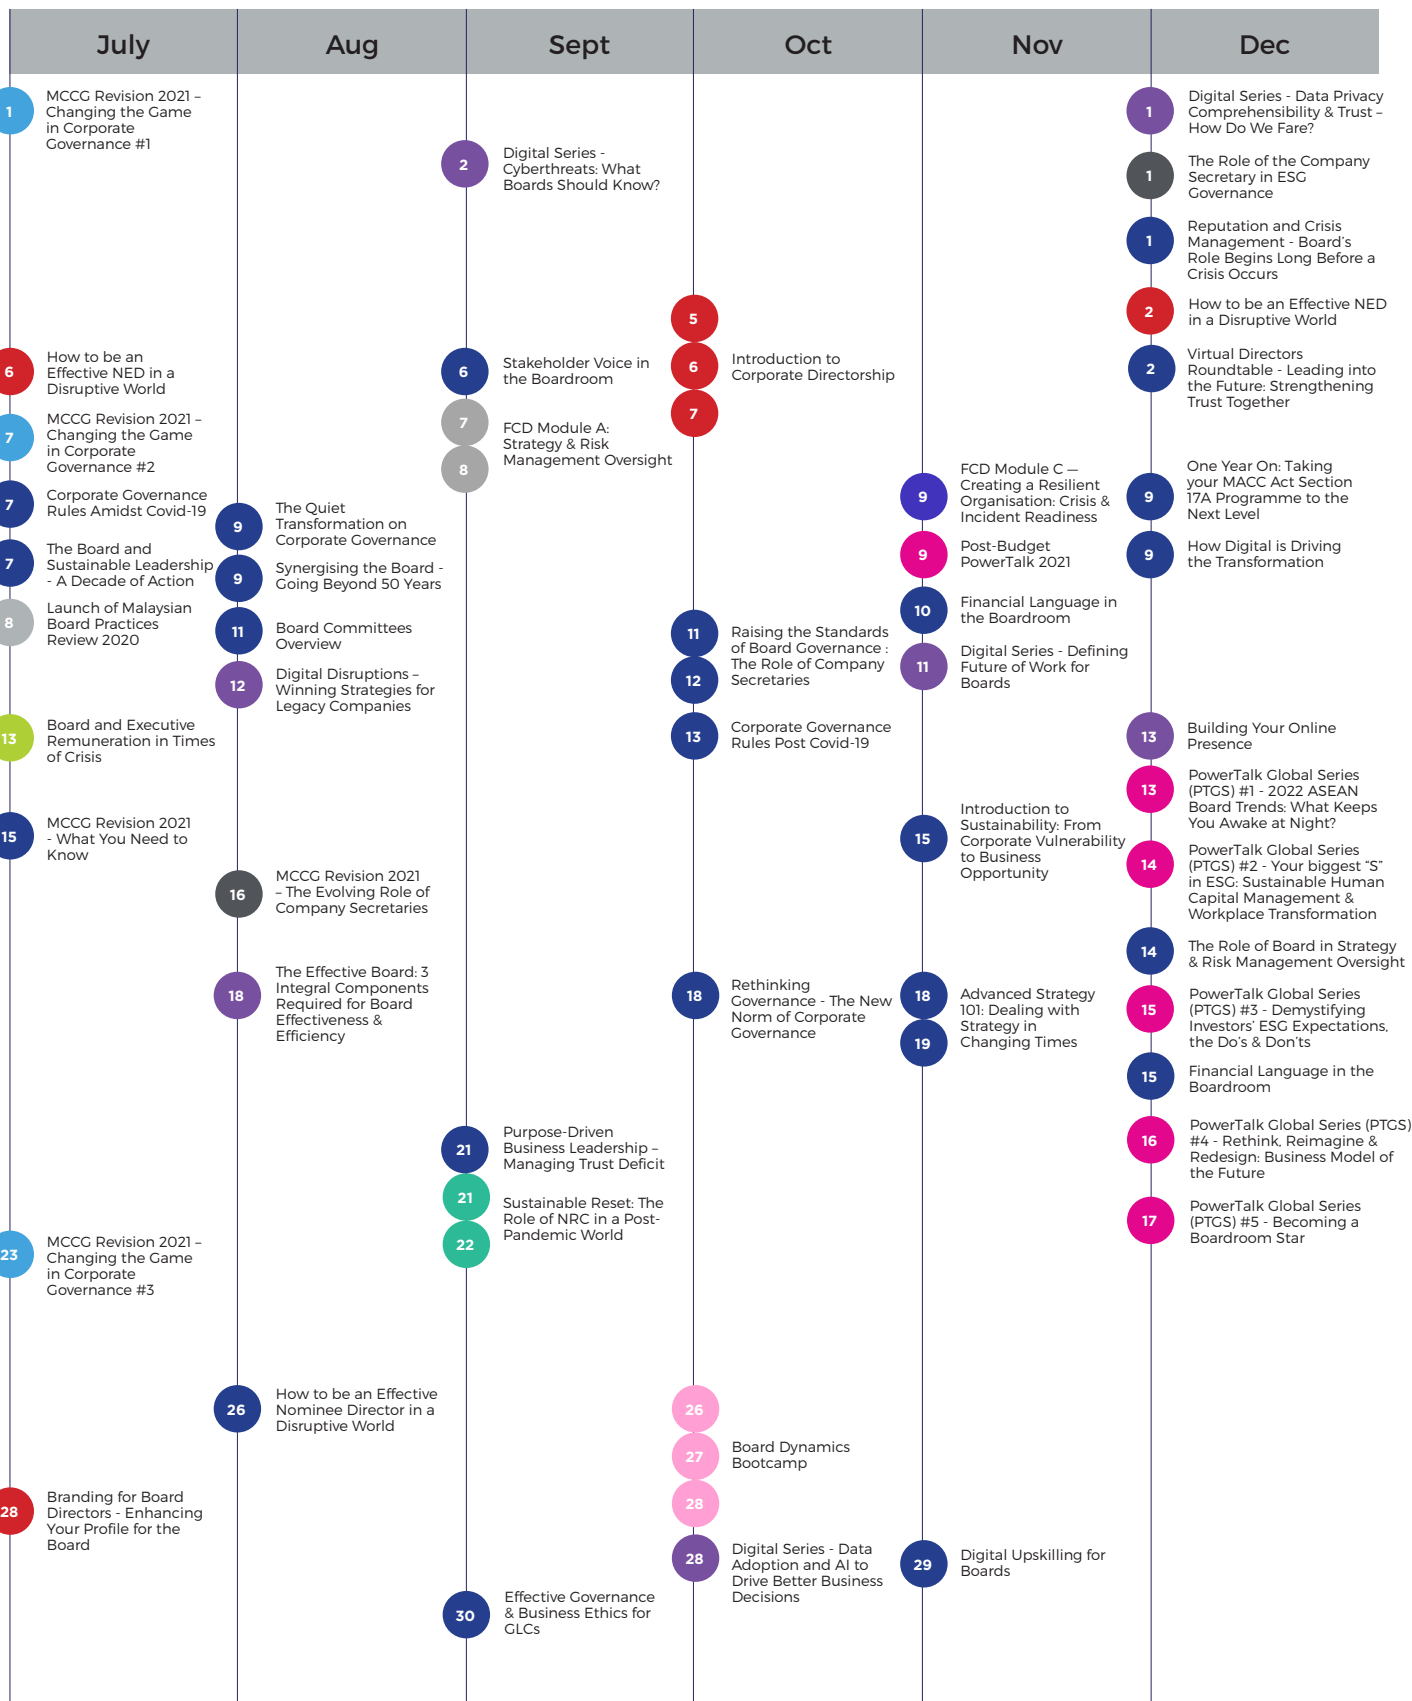 July
Aug
Sept
Oct
Nov
Dec
1
MCCG Revision 2021 –
Changing the Game
in Corporate
Governance #1
6
How to be an
Effective NED in a
Disruptive World
7
MCCG Revision 2021 –
Changing the Game
in Corporate
Governance #2
7
Corporate Governance
Rules Amidst Covid-19
7
The Board and
Sustainable Leadership
- A Decade of Action
8
Launch of Malaysian
Board Practices
Review 2020
13
Board and Executive
Remuneration in Times
of Crisis
15
MCCG Revision 2021
- What You Need to
Know
23
MCCG Revision 2021 –
Changing the Game
in Corporate
Governance #3
28
Branding for Board
Directors - Enhancing
Your Profile for the
Board
9
The Quiet
Transformation on
Corporate Governance
9
Synergising the Board -
Going Beyond 50 Years
11
Board Committees
Overview
12
Digital Disruptions –
Winning Strategies for
Legacy Companies
16
MCCG Revision 2021
– The Evolving Role of
Company Secretaries
18
The Effective Board: 3
Integral Components
Required for Board
Effectiveness &
Efficiency
26
How to be an Effective
Nominee Director in a
Disruptive World
2
Digital Series -
Cyberthreats: What
Boards Should Know?
6
Stakeholder Voice in
the Boardroom
7
8
FCD Module A:
Strategy & Risk
Management Oversight
21
Purpose-Driven
Business Leadership –
Managing Trust Deficit
21
22
Sustainable Reset: The
Role of NRC in a Post-
Pandemic World
30
Effective Governance
& Business Ethics for
GLCs
5
6
7
Introduction to
Corporate Directorship
11
12
Raising the Standards
of Board Governance :
The Role of Company
Secretaries
13
Corporate Governance
Rules Post Covid-19
18
Rethinking
Governance - The New
Norm of Corporate
Governance
26
27
28
Board Dynamics
Bootcamp
28
Digital Series - Data
Adoption and AI to
Drive Better Business
Decisions
9
FCD Module C —
Creating a Resilient
Organisation: Crisis &
Incident Readiness
9
Post-Budget
PowerTalk 2021
10
Financial Language in
the Boardroom
11
Digital Series - Defining
Future of Work for
Boards
15
Introduction to
Sustainability: From
Corporate Vulnerability
to Business
Opportunity
18
19
Advanced Strategy
101: Dealing with
Strategy in
Changing Times
29
Digital Upskilling for
Boards
1
Digital Series - Data Privacy
Comprehensibility & Trust –
How Do We Fare?
1
The Role of the Company
Secretary in ESG
Governance
1
Reputation and Crisis
Management - Board's
Role Begins Long Before a
Crisis Occurs
2
How to be an Effective NED
in a Disruptive World
2
Virtual Directors
Roundtable - Leading into
the Future: Strengthening
Trust Together
9
One Year On: Taking
your MACC Act Section
17A Programme to the
Next Level
9
How Digital is Driving
the Transformation
13
Building Your Online
Presence
13
PowerTalk Global Series
(PTGS) #1 - 2022 ASEAN
Board Trends: What Keeps
You Awake at Night?
14
PowerTalk Global Series
(PTGS) #2 - Your biggest “S”
in ESG: Sustainable Human
Capital Management &
Workplace Transformation
14
The Role of Board in Strategy
& Risk Management Oversight
15
PowerTalk Global Series
(PTGS) #3 - Demystifying
Investors’ ESG Expectations,
the Do’s & Don’ts
15
Financial Language in the
Boardroom
16
PowerTalk Global Series (PTGS)
#4 - Rethink, Reimagine &
Redesign: Business Model of
the Future
17
PowerTalk Global Series
(PTGS) #5 - Becoming a
Boardroom Star